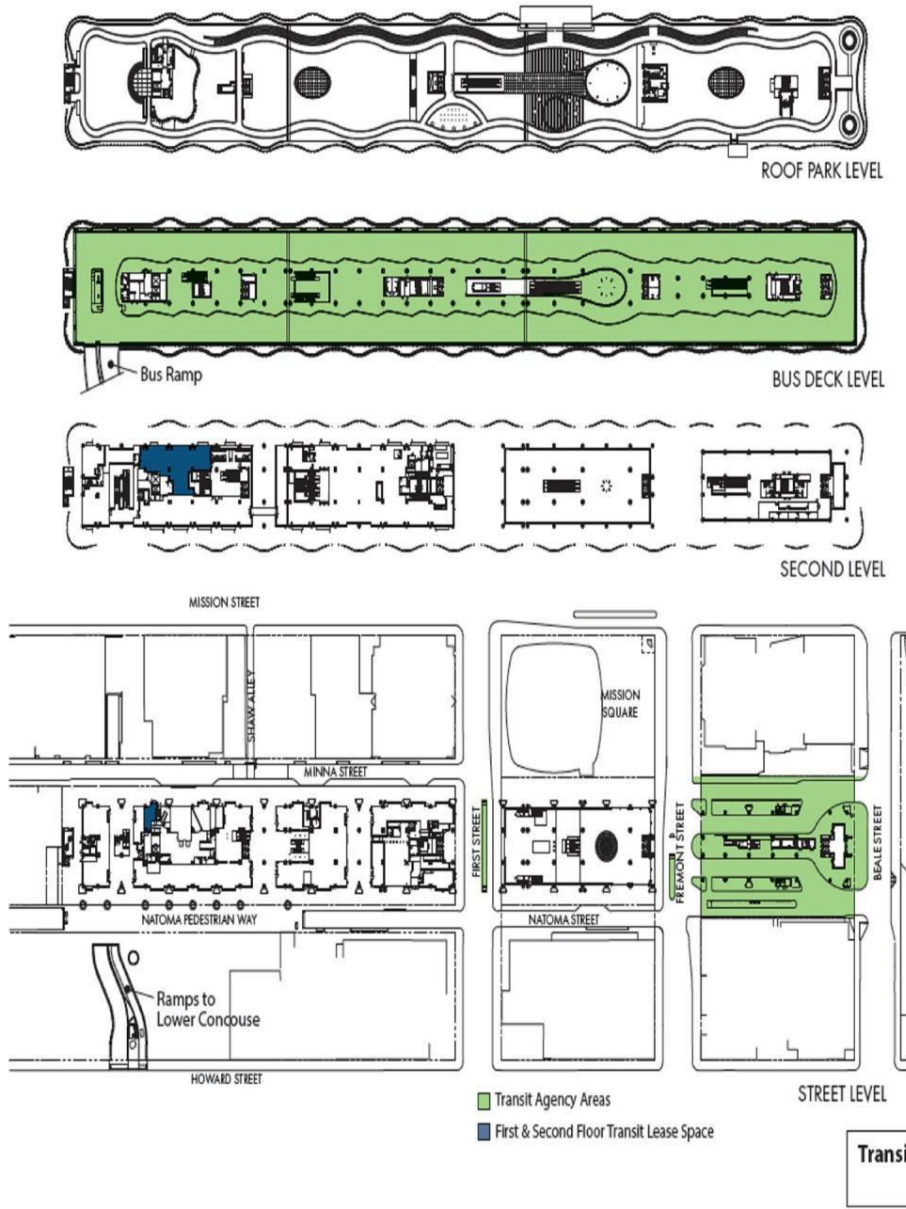 ROOF PARK LEVEL
Bus Ramp
BUS DECK LEVEL
SECOND LEVEL
MISSION STREET
SHAW ALLEY
MISSION
SQUARE
MINNA STREET
FIRST STREET
FREMONT STREET
BEALE STREET
NATOMA PEDESTRIAN WAY
NATOMA STREET
Ramps to
Lower Concouse
HOWARD STREET
STREET LEVEL
Transit Agency Areas
First & Second Floor Transit Lease Space
Transi